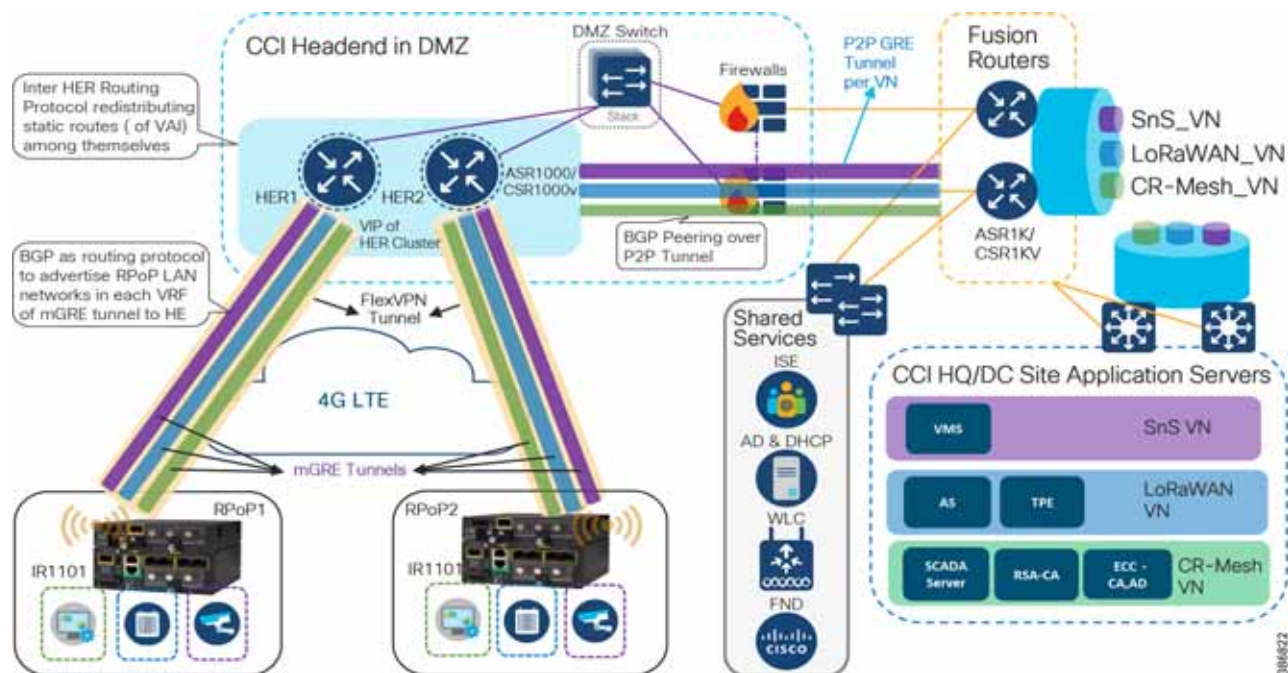 CCI Headend in DMZ
DMZ Switch
Stack
Firewalls
P2P GRE
Tunnel
per VN
Fusion
Routers
Inter HER Routing
Protocol redistributing
static routes ( of VAI)
among themselves
SnS_VN
LoRaWAN_VN
CR-Mesh_VN
HER1
HER2
ASR1000/
CSR1000v
VIP of
HER Cluster
BGP Peering over
P2P Tunnel
ASR1K/
CSR1KV
BGP as routing protocol
to advertise RPoP LAN
networks in each VRF
of mGRE tunnel to HE
FlexVPN
Tunnel
4G LTE
mGRE Tunnels
RPoP1
IR1101
RPoP2
IR1101
Shared
Services
ISE
AD & DHCP
WLC
FND
CISCO
CCI HQ/DC Site Application Servers
VMS
SnS VN
AS
TPE
LoRaWAN
VN
SCADA
Server
RSA-CA
ECC -
CA,AD
CR-Mesh
VN
386822